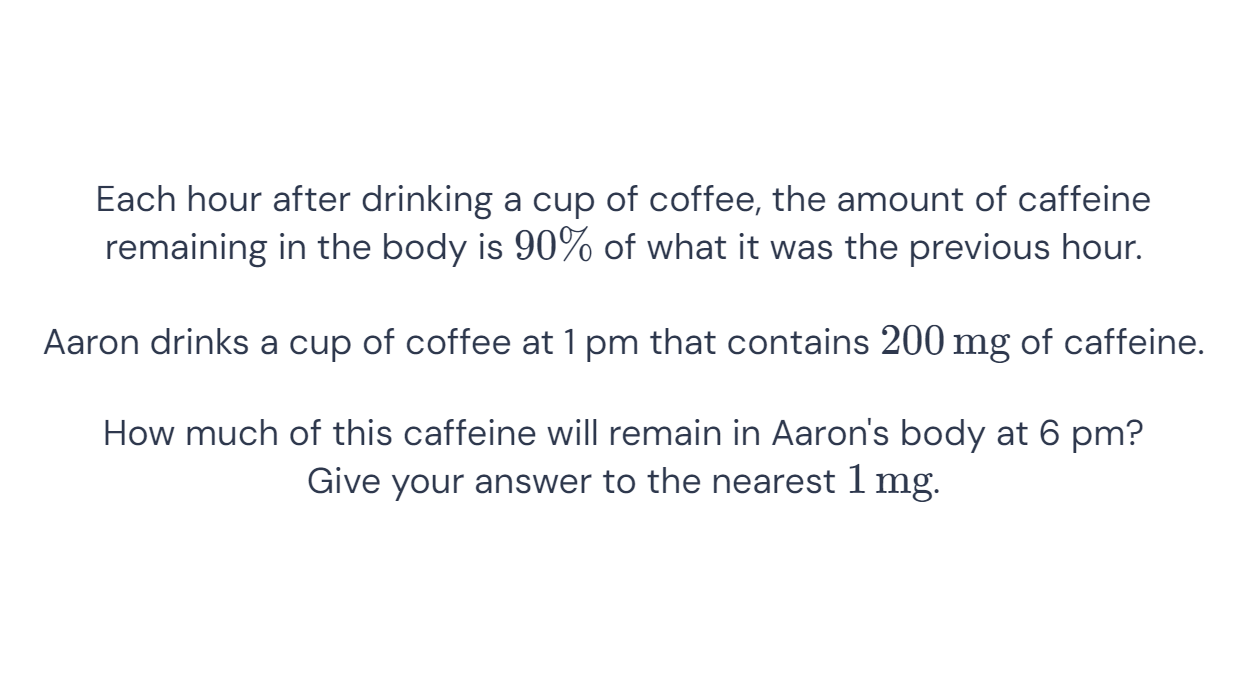 Each hour after drinking a cup of coffee, the amount of caffeine
remaining in the body is 90% of what it was the previous hour.
Aaron drinks a cup of coffee at 1 pm that contains 200 mg of caffeine.
How much of this caffeine will remain in Aaron's body at 6 pm?
Give your answer to the nearest 1 mg.